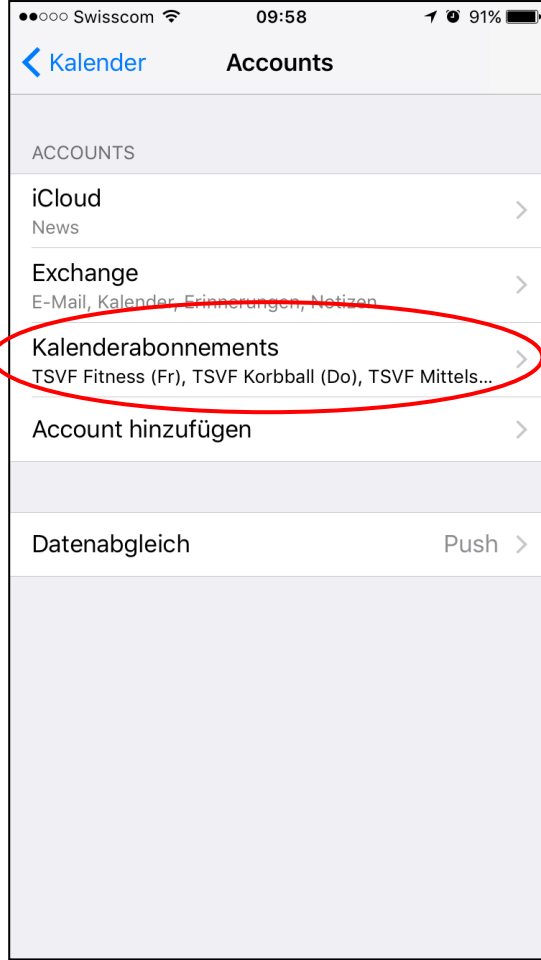 Swisscom 09:58 91%
Kalender Accounts
ACCOUNTS
iCloud
News
Exchange
E-Mail, Kalender, Erinnerungen, Notizen
Kalenderabonnements
TSVF Fitness (Fr), TSVF Korbball (Do), TSVF Mittels...
Account hinzufügen
Datenabgleich Push